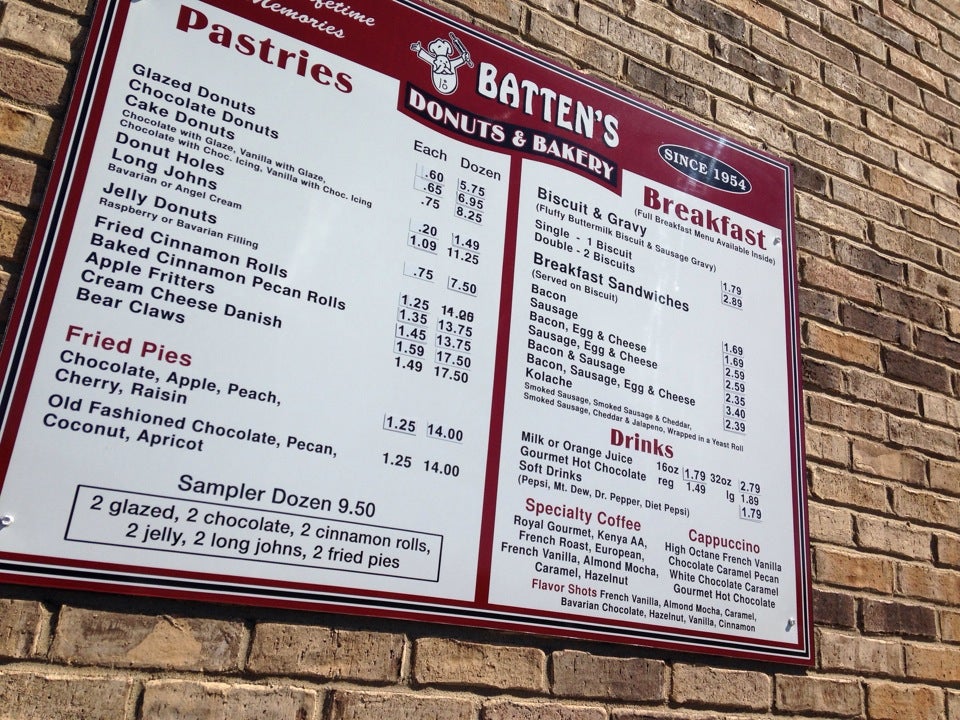 Memories
BATTEN'S
DONUTS & BAKERY
SINCE 1954
Pastries
Each Dozen
Glazed Donuts .60 5.75
Chocolate Donuts .65 6.95
Cake Donuts .75 8.25
Chocolate with Glaze, Vanilla with Glaze,
Chocolate with Choc. Icing, Vanilla with Choc. Icing
Donut Holes .20 1.49
Long Johns 1.09 11.25
Bavarian or Angel Cream
Jelly Donuts .75 7.50
Raspberry or Bavarian Filling
Fried Cinnamon Rolls 1.25
Baked Cinnamon Pecan Rolls 1.35 13.75
Apple Fritters 1.45 13.75
Cream Cheese Danish 1.59 17.50
Bear Claws 1.49 17.50
Fried Pies
Chocolate, Apple, Peach,
Cherry, Raisin 1.25 14.00
Old Fashioned Chocolate, Pecan,
Coconut, Apricot 1.25 14.00
Sampler Dozen 9.50
2 glazed, 2 chocolate, 2 cinnamon rolls,
2 jelly, 2 long johns, 2 fried pies
Breakfast
(Full Breakfast Menu Available Inside)
Biscuit & Gravy
(Fluffy Buttermilk Biscuit & Sausage Gravy)
Single - 1 Biscuit 1.79
Double - 2 Biscuits 2.89
Breakfast Sandwiches
(Served on Biscuit)
Bacon 1.69
Sausage 1.69
Bacon, Egg & Cheese 2.59
Sausage, Egg & Cheese 2.59
Bacon & Sausage 2.35
Bacon, Sausage, Egg & Cheese 3.40
Kolache 2.39
Smoked Sausage, Smoked Sausage & Cheddar,
Smoked Sausage, Cheddar & Jalapeno, Wrapped in a Yeast Roll
Drinks
Milk or Orange Juice 16oz 1.79 32oz 2.79
Gourmet Hot Chocolate reg 1.49 lg 1.89
Soft Drinks 1.79
(Pepsi, Mt. Dew, Dr. Pepper, Diet Pepsi)
Specialty Coffee
Royal Gourmet, Kenya AA,
French Roast, European,
French Vanilla, Almond Mocha,
Caramel, Hazelnut
Cappuccino
High Octane French Vanilla
Chocolate Caramel Pecan
White Chocolate Caramel
Gourmet Hot Chocolate
Flavor Shots French Vanilla, Almond Mocha, Caramel,
Bavarian Chocolate, Hazelnut, Vanilla, Cinnamon